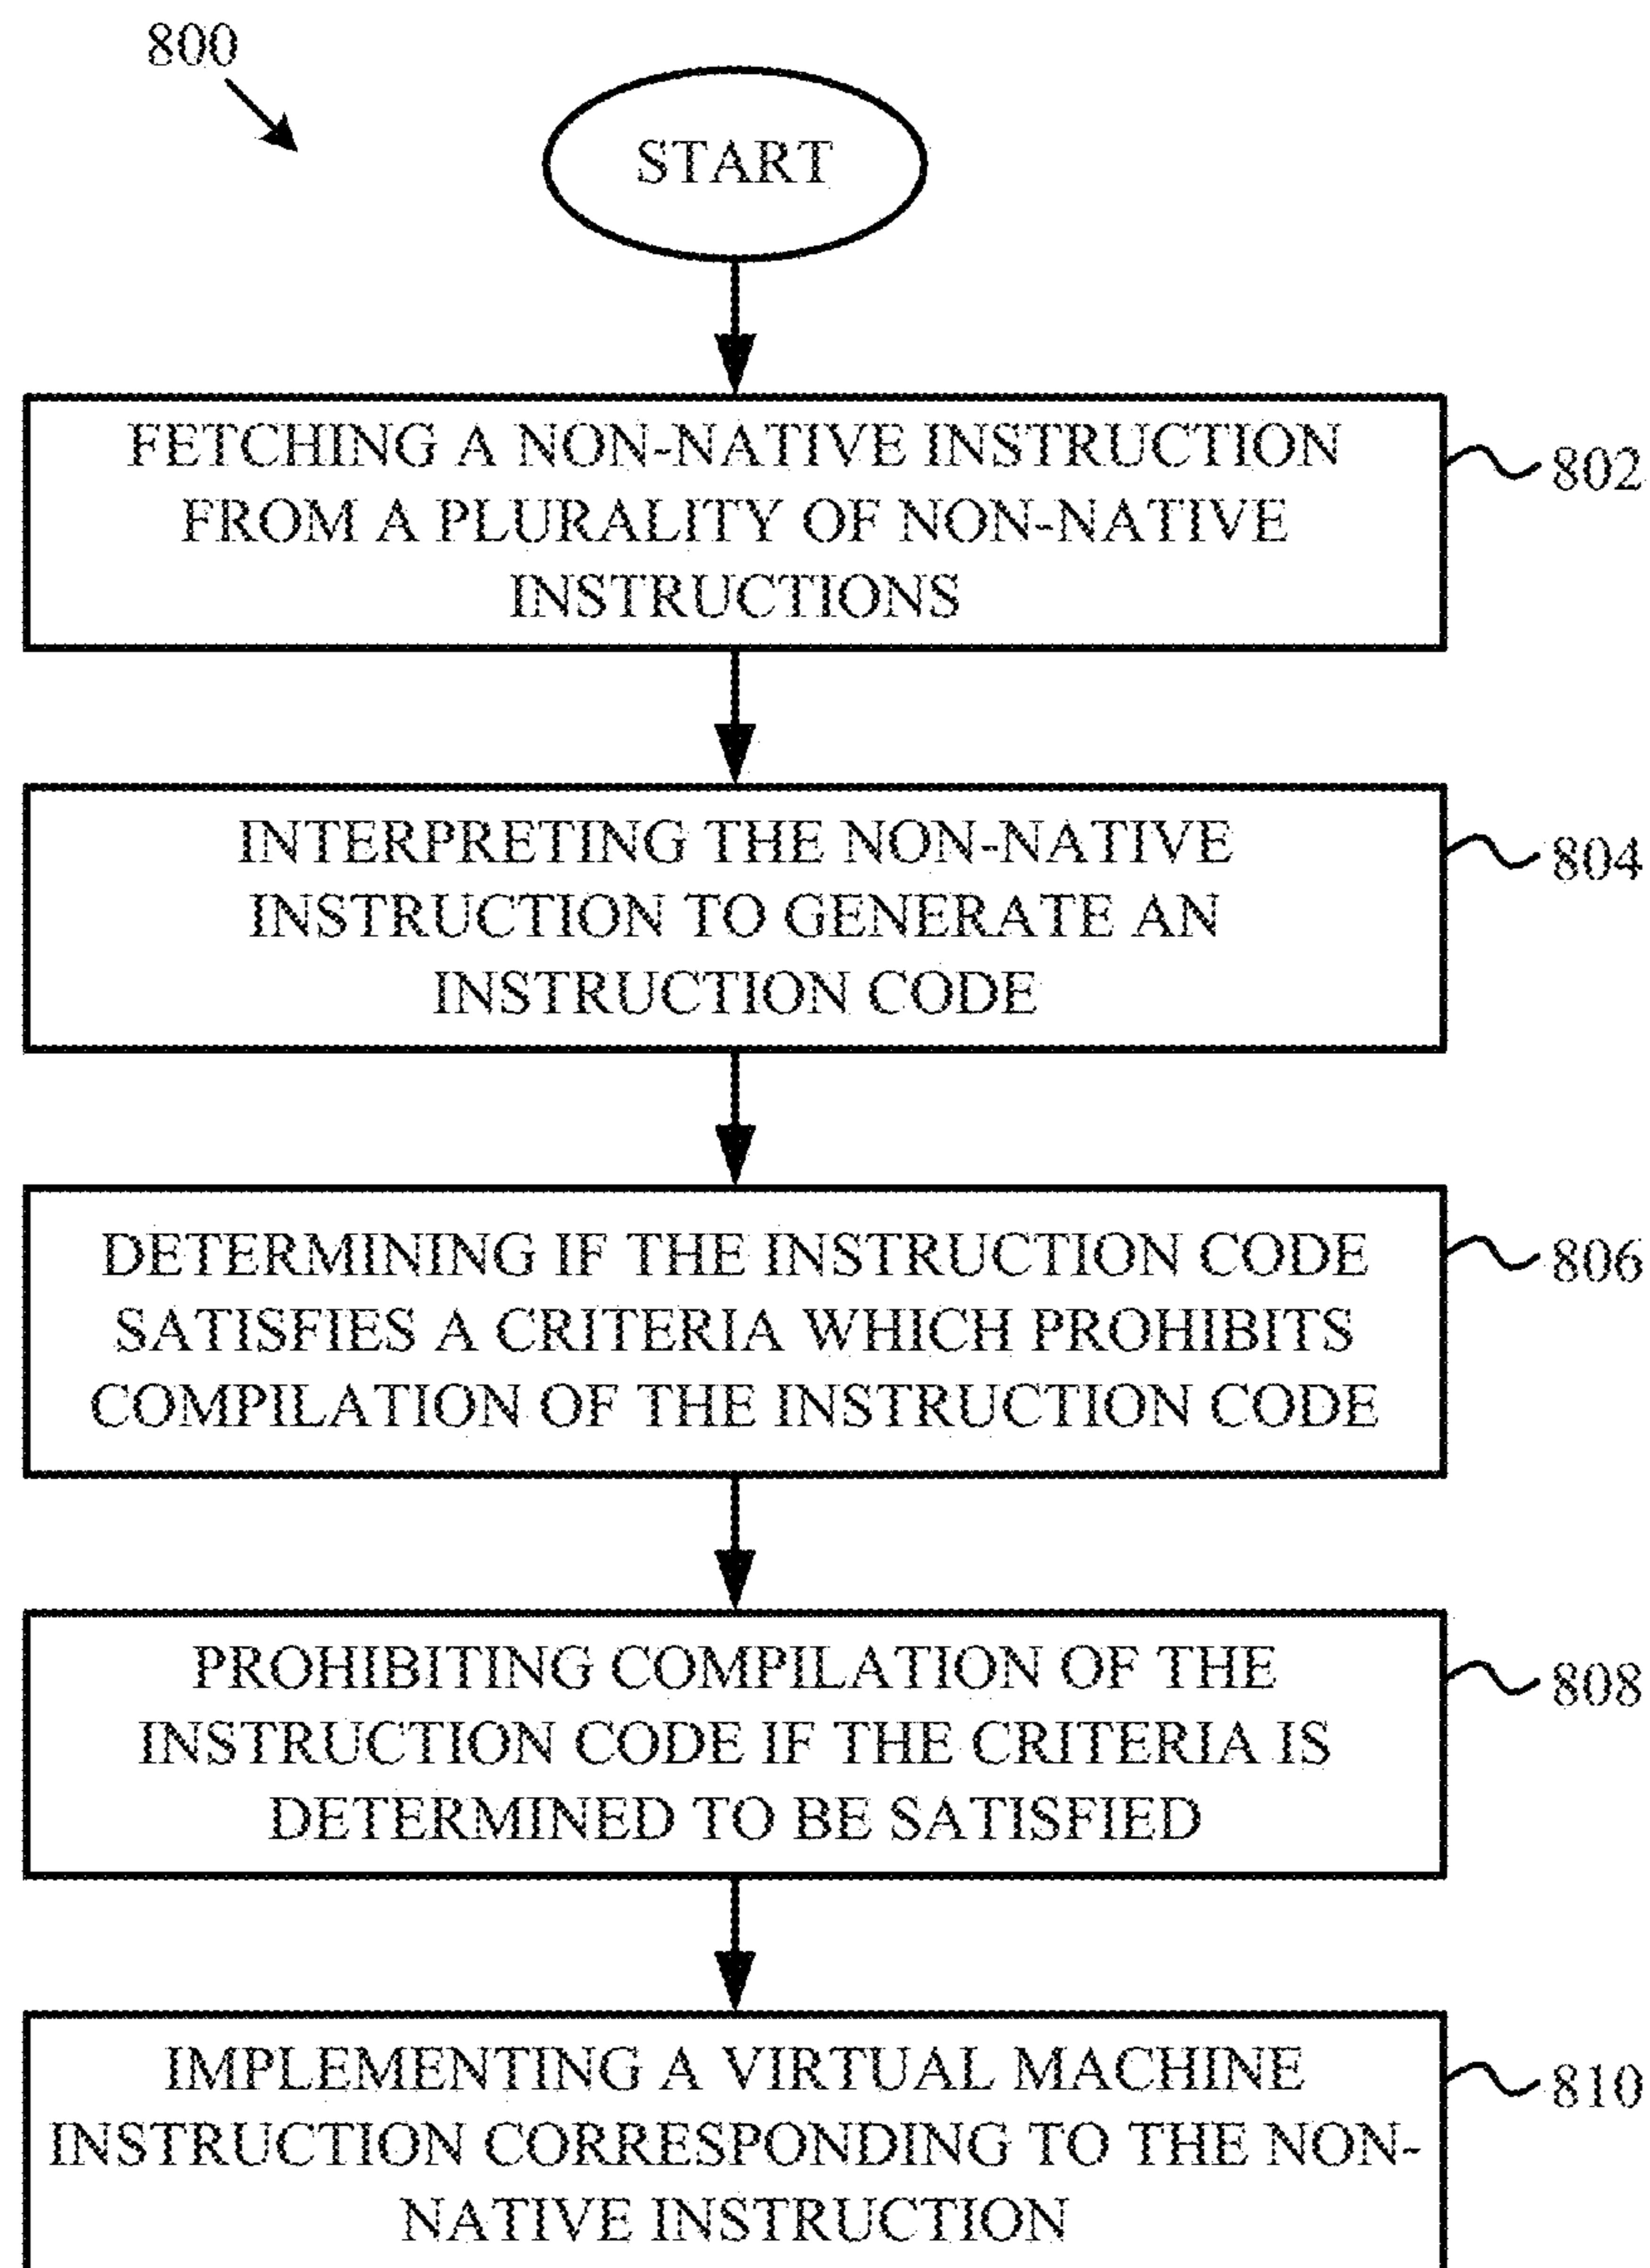 800
START
FETCHING A NON-NATIVE INSTRUCTION
FROM A PLURALITY OF NON-NATIVE
INSTRUCTIONS
802
INTERPRETING THE NON-NATIVE
INSTRUCTION TO GENERATE AN
INSTRUCTION CODE
804
DETERMINING IF THE INSTRUCTION CODE
SATISFIES A CRITERIA WHICH PROHIBITS
COMPILATION OF THE INSTRUCTION CODE
806
PROHIBITING COMPILATION OF THE
INSTRUCTION CODE IF THE CRITERIA IS
DETERMINED TO BE SATISFIED
808
IMPLEMENTING A VIRTUAL MACHINE
INSTRUCTION CORRESPONDING TO THE NON-
NATIVE INSTRUCTION
810